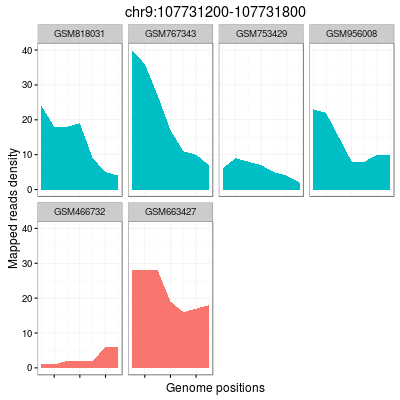 chr9:107731200-107731800
GSM818031 GSM767343 GSM753429 GSM956008
40
30
20
10
0
GSM466732 GSM663427
40
30
20
10
0
Mapped reads density
Genome positions